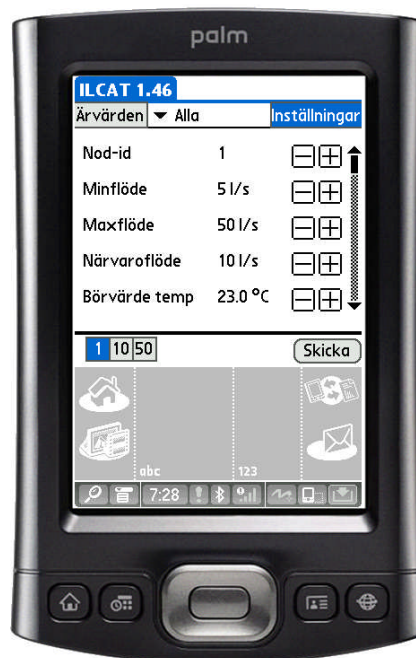 palm
ILCAT 1.46
Ärvärden Alla Inställningar
Nod-id 1
Minflöde 5 l/s
Maxflöde 50 l/s
Närvaroflöde 10 l/s
Börvärde temp 23.0 °C
1 10 50 Skicka
abc 123
7:28